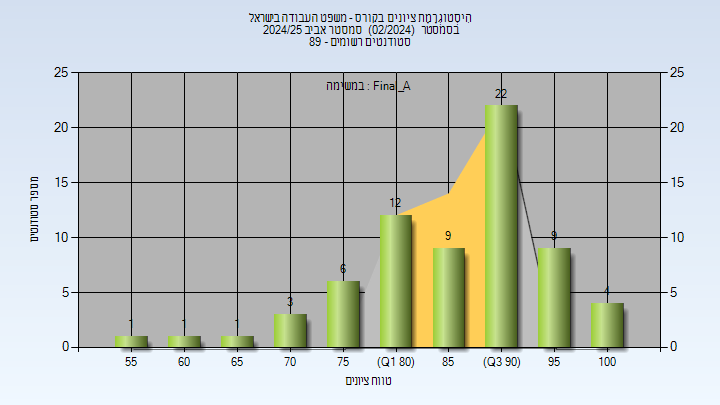 היסטוגרמת ציונים בקורס - משפט העבודה בישראל
בסמסטר (02/2024) סמסטר אביב 2024/25
סטודנטים רשומים - 89
במשימה : Final_A
25 25
20 20
15 15
10 10
5 5
0 0
1 1 1 3 6 12 9 22 9 4
55 60 65 70 75 (Q1 80) 85 (Q3 90) 95 100
מספר סטודנטים
טווח ציונים